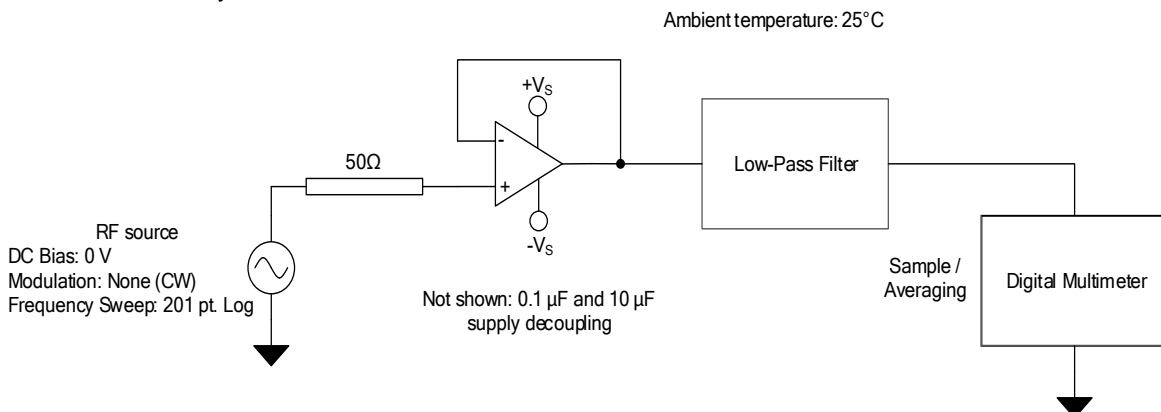 Ambient temperature: 25°C
+VS
-
50Ω
+
Low-Pass Filter
-VS
RF source
DC Bias: 0 V
Modulation: None (CW)
Frequency Sweep: 201 pt. Log
Not shown: 0.1 µF and 10 µF
supply decoupling
Sample /
Averaging
Digital Multimeter